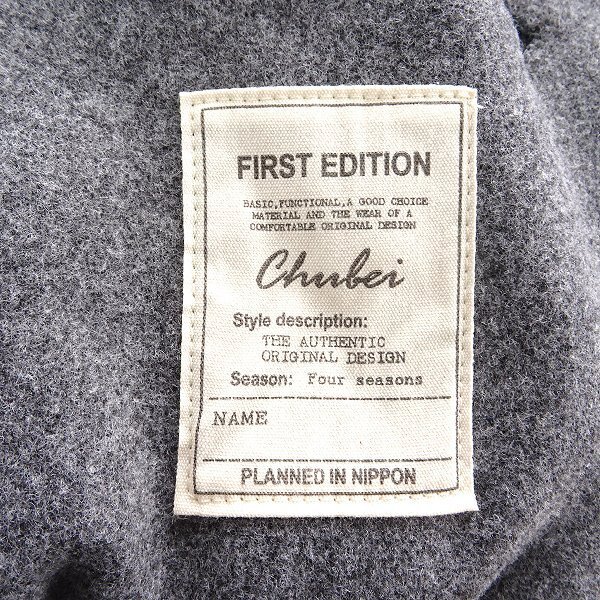 FIRST EDITION
BASIC,FUNCTIONAL,A GOOD CHOICE
MATERIAL AND THE WEAR OF A
COMFORTABLE ORIGINAL DESIGN
Chubei
Style description:
THE AUTHENTIC
ORIGINAL DESIGN
Season: Four seasons
NAME
PLANNED IN NIPPON